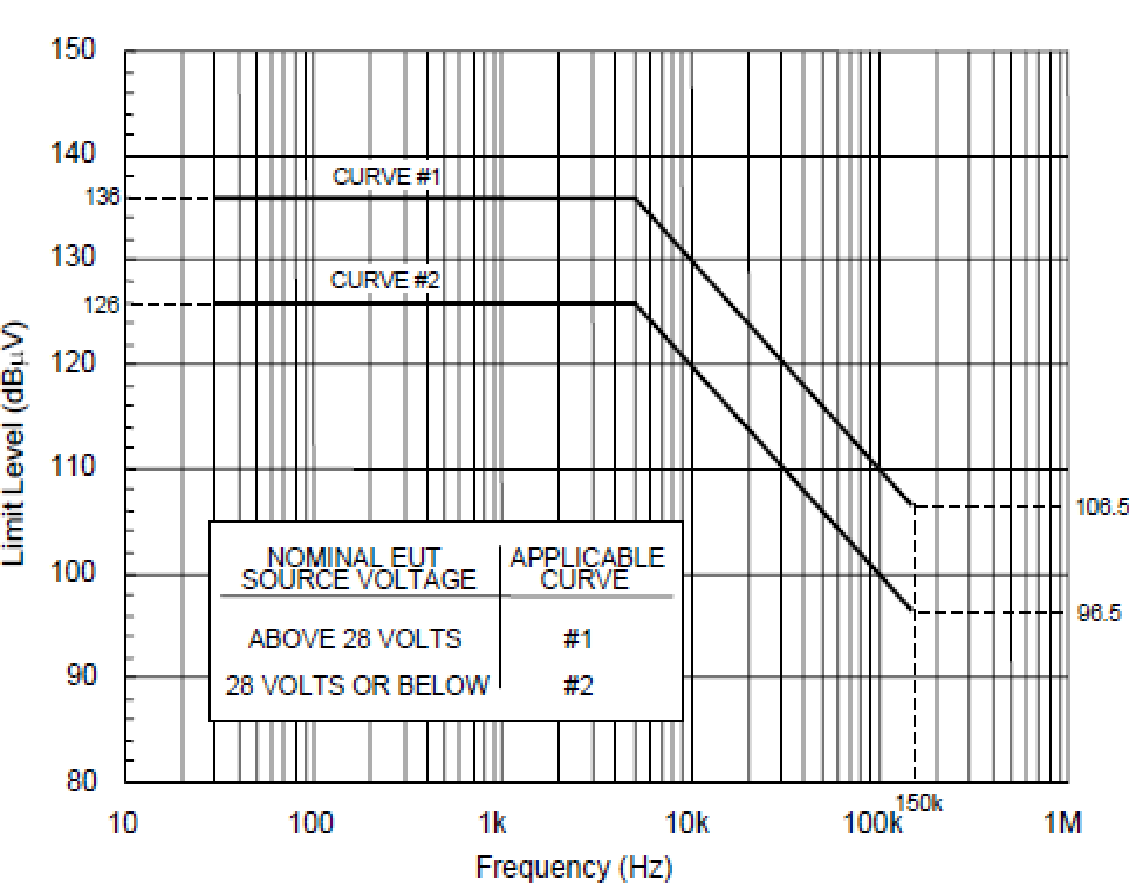 150
140
CURVE #1
136
130
CURVE #2
126
120
110
106.5
100
96.5
90
80
Limit Level (dBμV)
NOMINAL EUT SOURCE VOLTAGE
APPLICABLE CURVE
ABOVE 28 VOLTS #1
28 VOLTS OR BELOW #2
150k
10 100 1k 10k 100k 1M
Frequency (Hz)